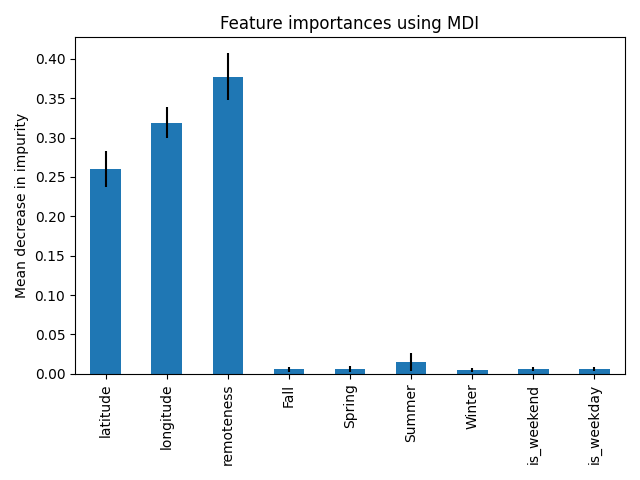 Feature importances using MDI
Mean decrease in impurity
0.40
0.35
0.30
0.25
0.20
0.15
0.10
0.05
0.00
latitude
longitude
remoteness
Fall
Spring
Summer
Winter
is_weekend
is_weekday